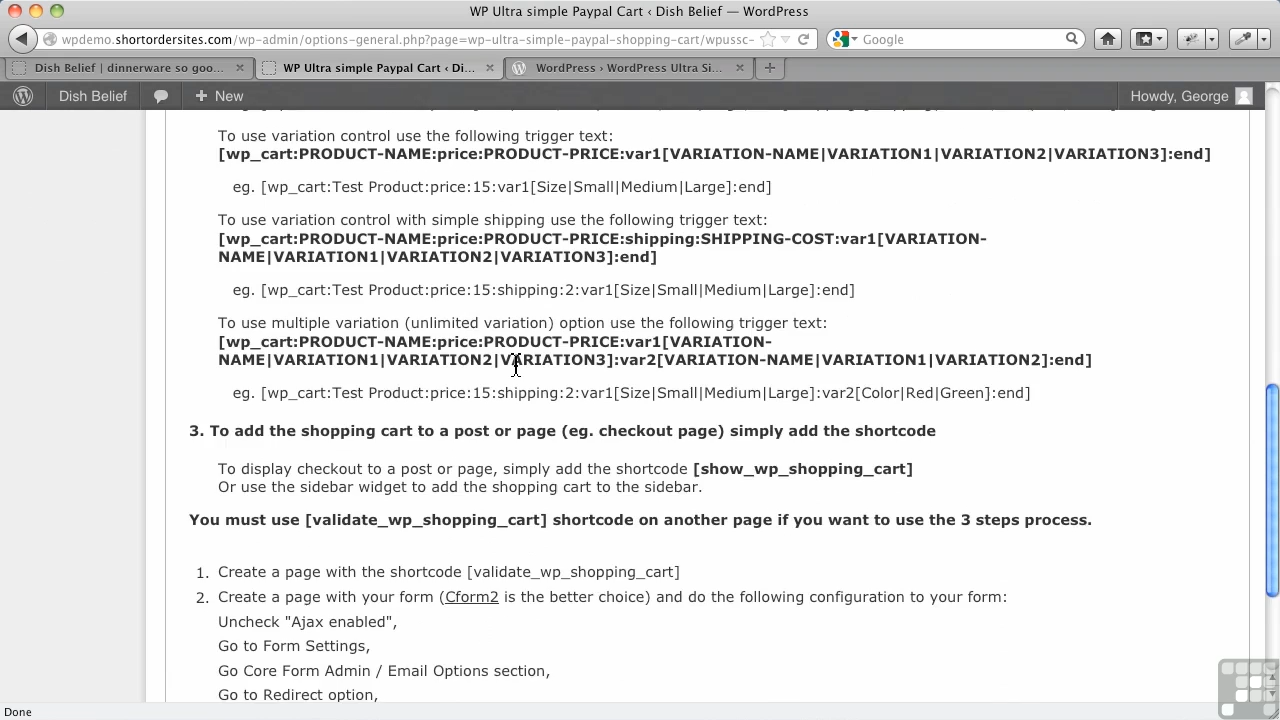 WP Ultra simple Paypal Cart ‹ Dish Belief — WordPress
wpdemo.shortordersites.com/wp-admin/options-general.php?page=wp-ultra-simple-paypal-shopping-cart/wpussc-
Google
Dish Belief | dinnerware so goo...
WP Ultra simple Paypal Cart ‹ Di...
WordPress › WordPress Ultra Si...
Dish Belief
New
Howdy, George
To use variation control use the following trigger text:
[wp_cart:PRODUCT-NAME:price:PRODUCT-PRICE:var1[VARIATION-NAME|VARIATION1|VARIATION2|VARIATION3]:end]
eg. [wp_cart:Test Product:price:15:var1[Size|Small|Medium|Large]:end]
To use variation control with simple shipping use the following trigger text:
[wp_cart:PRODUCT-NAME:price:PRODUCT-PRICE:shipping:SHIPPING-COST:var1[VARIATION-
NAME|VARIATION1|VARIATION2|VARIATION3]:end]
eg. [wp_cart:Test Product:price:15:shipping:2:var1[Size|Small|Medium|Large]:end]
To use multiple variation (unlimited variation) option use the following trigger text:
[wp_cart:PRODUCT-NAME:price:PRODUCT-PRICE:var1[VARIATION-
NAME|VARIATION1|VARIATION2|VARIATION3]:var2[VARIATION-NAME|VARIATION1|VARIATION2]:end]
eg. [wp_cart:Test Product:price:15:shipping:2:var1[Size|Small|Medium|Large]:var2[Color|Red|Green]:end]
3. To add the shopping cart to a post or page (eg. checkout page) simply add the shortcode
To display checkout to a post or page, simply add the shortcode [show_wp_shopping_cart]
Or use the sidebar widget to add the shopping cart to the sidebar.
You must use [validate_wp_shopping_cart] shortcode on another page if you want to use the 3 steps process.
1. Create a page with the shortcode [validate_wp_shopping_cart]
2. Create a page with your form (Cform2 is the better choice) and do the following configuration to your form:
Uncheck "Ajax enabled",
Go to Form Settings,
Go Core Form Admin / Email Options section,
Go to Redirect option,
Done